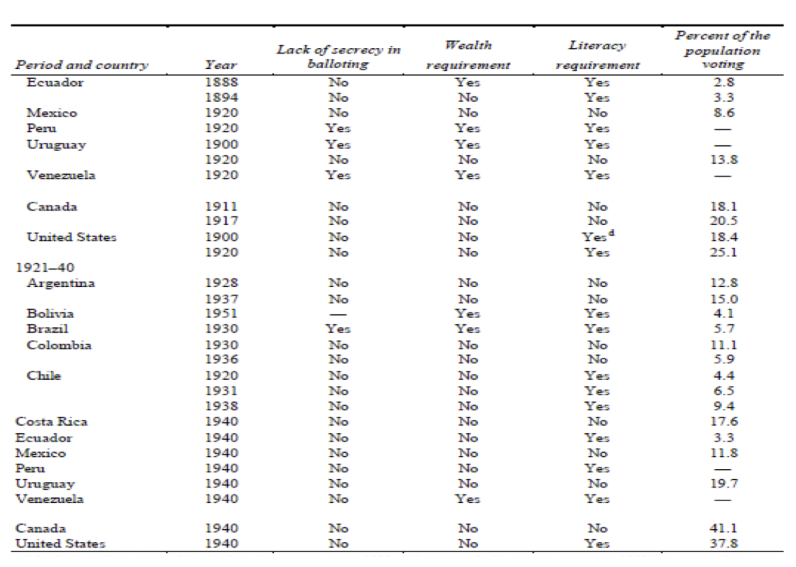 Period and country Year Lack of secrecy in balloting Wealth requirement Literacy requirement Percent of the population voting
Ecuador 1888 No Yes Yes 2.8
1894 No No Yes 3.3
Mexico 1920 No No No 8.6
Peru 1920 Yes Yes Yes —
Uruguay 1900 Yes Yes Yes —
1920 No No No 13.8
Venezuela 1920 Yes Yes Yes —
Canada 1911 No No No 18.1
1917 No No No 20.5
United States 1900 No No Yesd 18.4
1920 No No Yes 25.1
1921–40
Argentina 1928 No No No 12.8
1937 No No No 15.0
Bolivia 1951 — Yes Yes 4.1
Brazil 1930 Yes Yes Yes 5.7
Colombia 1930 No No No 11.1
1936 No No No 5.9
Chile 1920 No No Yes 4.4
1931 No No Yes 6.5
1938 No No Yes 9.4
Costa Rica 1940 No No No 17.6
Ecuador 1940 No No Yes 3.3
Mexico 1940 No No No 11.8
Peru 1940 No No Yes —
Uruguay 1940 No No No 19.7
Venezuela 1940 No Yes Yes —
Canada 1940 No No No 41.1
United States 1940 No No Yes 37.8